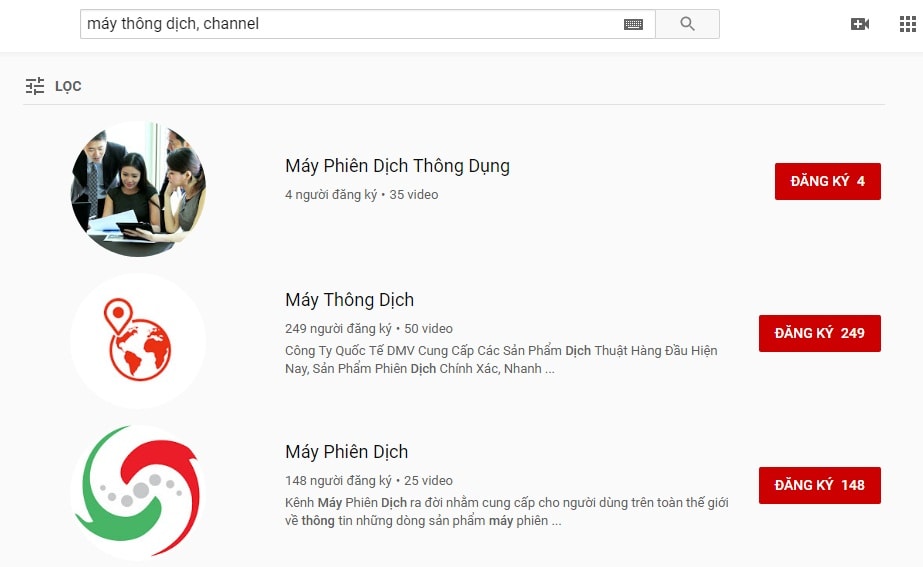 máy thông dịch, channel
LỌC
Máy Phiên Dịch Thông Dụng
4 người đăng ký • 35 video
ĐĂNG KÝ 4
Máy Thông Dịch
249 người đăng ký • 50 video
Công Ty Quốc Tế DMV Cung Cấp Các Sản Phẩm Dịch Thuật Hàng Đầu Hiện
Nay, Sản Phẩm Phiên Dịch Chính Xác, Nhanh ...
ĐĂNG KÝ 249
Máy Phiên Dịch
148 người đăng ký • 25 video
Kênh Máy Phiên Dịch ra đời nhằm cung cấp cho người dùng trên toàn thế giới
về thông tin những dòng sản phẩm máy phiên ...
ĐĂNG KÝ 148